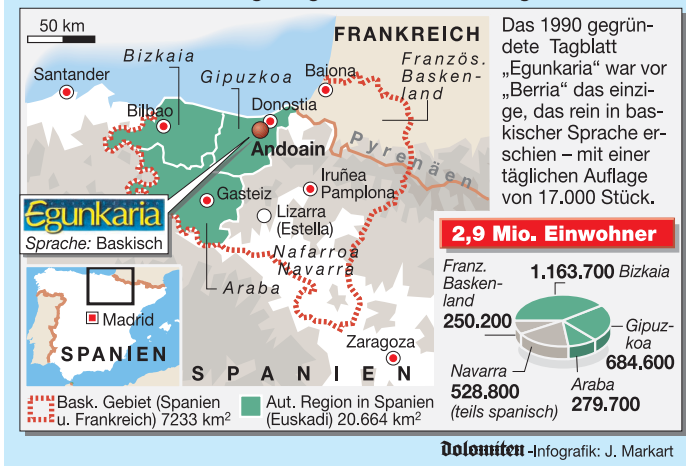 50 km
FRANKREICH
Bizkaia
Gipuzkoa
Santander
Bajona
Französ.
Basken-
land
Bilbao
Donostia
Andoain
Pyrenäen
Gasteiz
Iruñea
Pamplona
Lizarra
(Estella)
Nafarroa
Navarra
Araba
Egunkaria
Sprache: Baskisch
Madrid
SPANIEN
Zaragoza
SPANIEN
Das 1990 gegrün-
dete Tagblatt
„Egunkaria“ war vor
„Berria“ das einzi-
ge, das rein in bas-
kischer Sprache er-
schien – mit einer
täglichen Auflage
von 17.000 Stück.
2,9 Mio. Einwohner
Franz.
Basken-
land
250.200
1.163.700 Bizkaia
Gipuz-
koa
684.600
Navarra
528.800
(teils spanisch)
Araba
279.700
Bask. Gebiet (Spanien
u. Frankreich) 7233 km²
Aut. Region in Spanien
(Euskadi) 20.664 km²
Dolomiten-Infografik: J. Markart